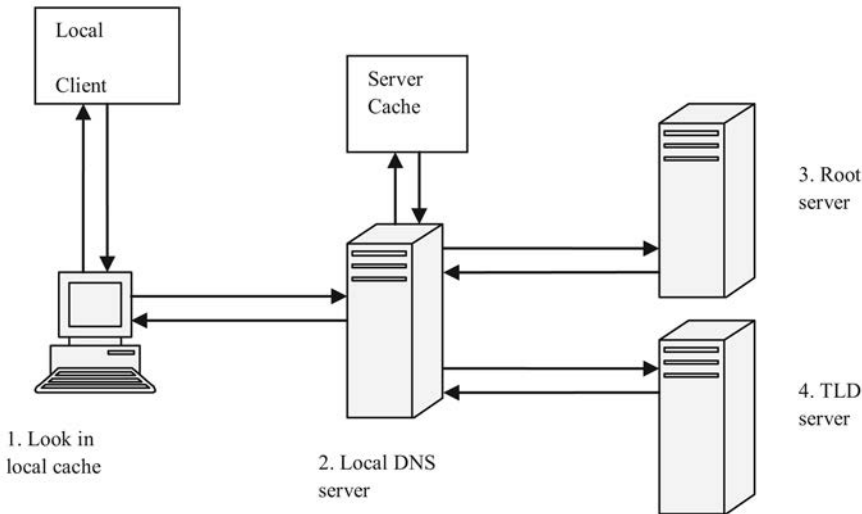 Local
Client
Server
Cache
3. Root
server
4. TLD
server
1. Look in
local cache
2. Local DNS
server